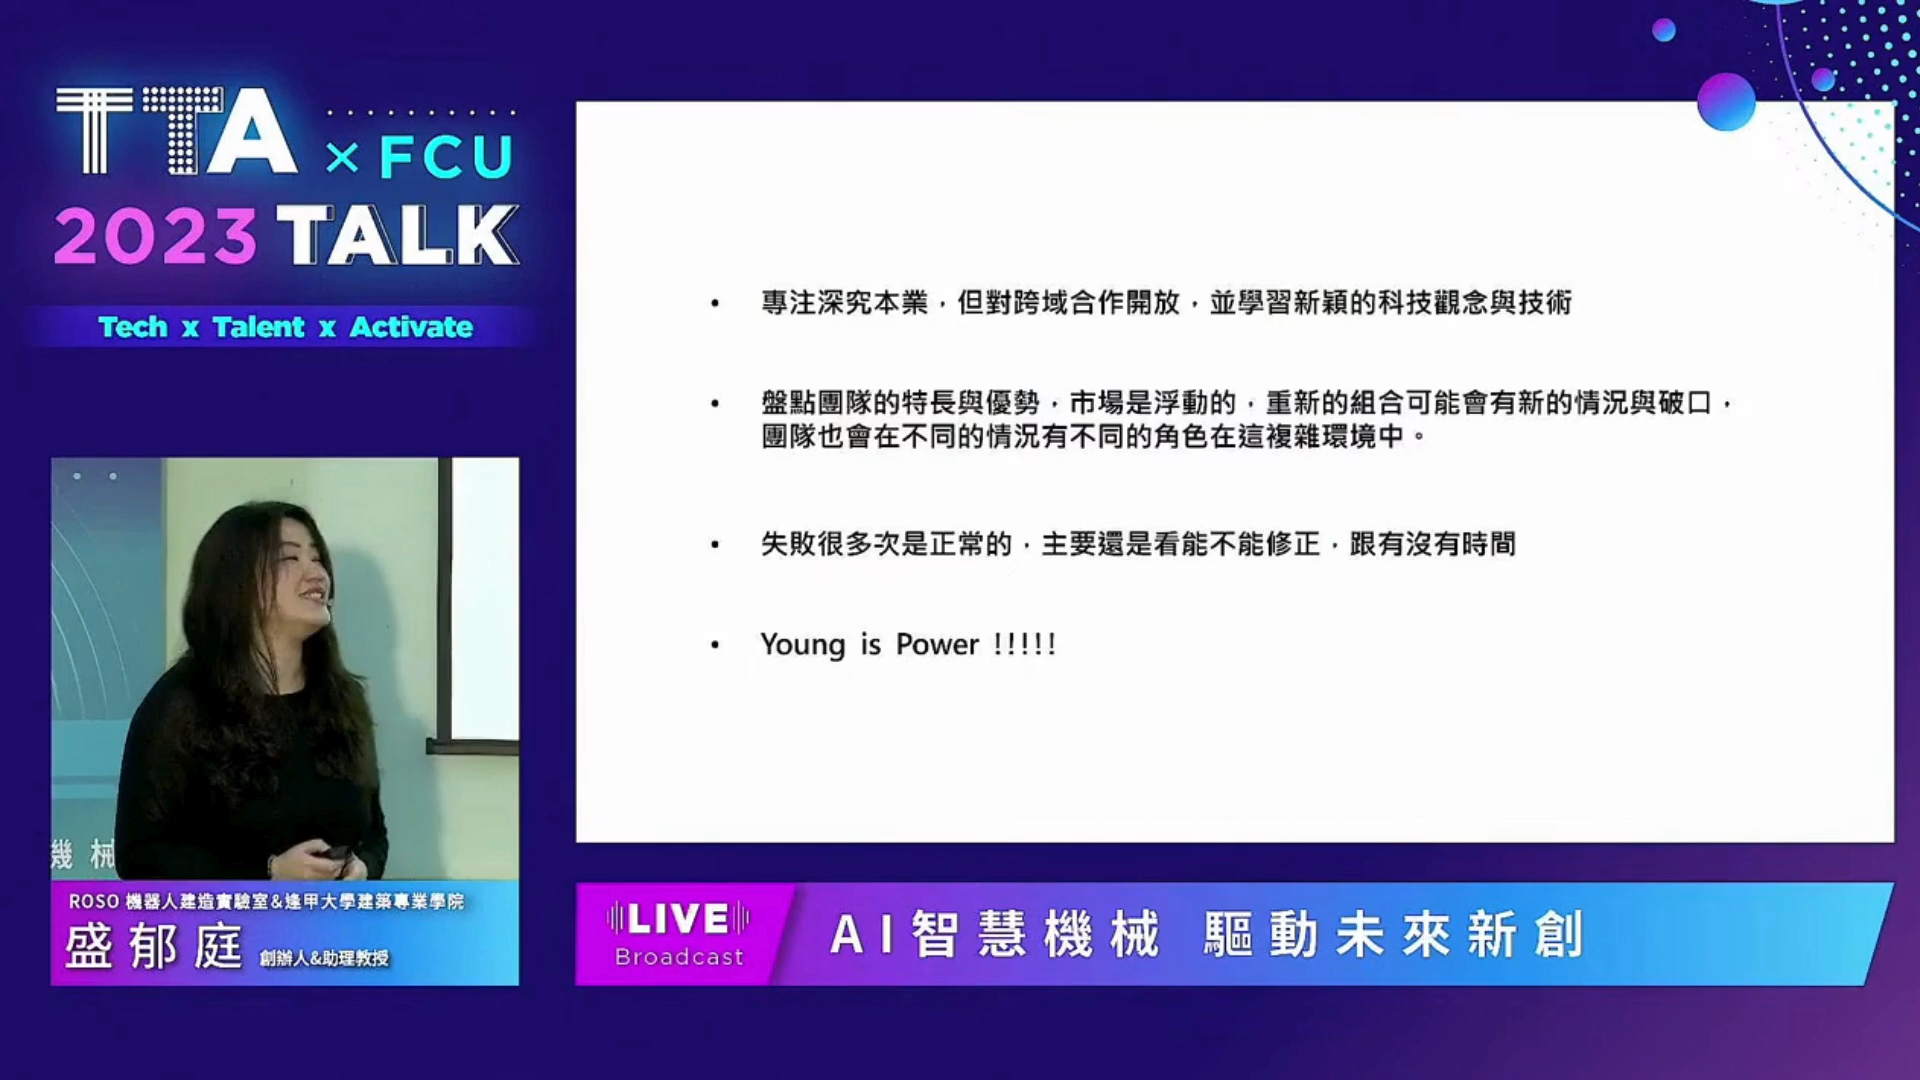 TTA × FCU
2023 TALK
Tech x Talent x Activate
• 專注深究本業，但對跨域合作開放，並學習新穎的科技觀念與技術
• 盤點團隊的特長與優勢，市場是浮動的，重新的組合可能會有新的情況與破口，
團隊也會在不同的情況有不同的角色在這複雜環境中。
• 失敗很多次是正常的，主要還是看能不能修正，跟有沒有時間
• Young is Power !!!!!
機 械
ROSO 機器人建造實驗室&逢甲大學建築專業學院
盛郁庭 創辦人&助理教授
LIVE
Broadcast
AI智慧機械 驅動未來新創